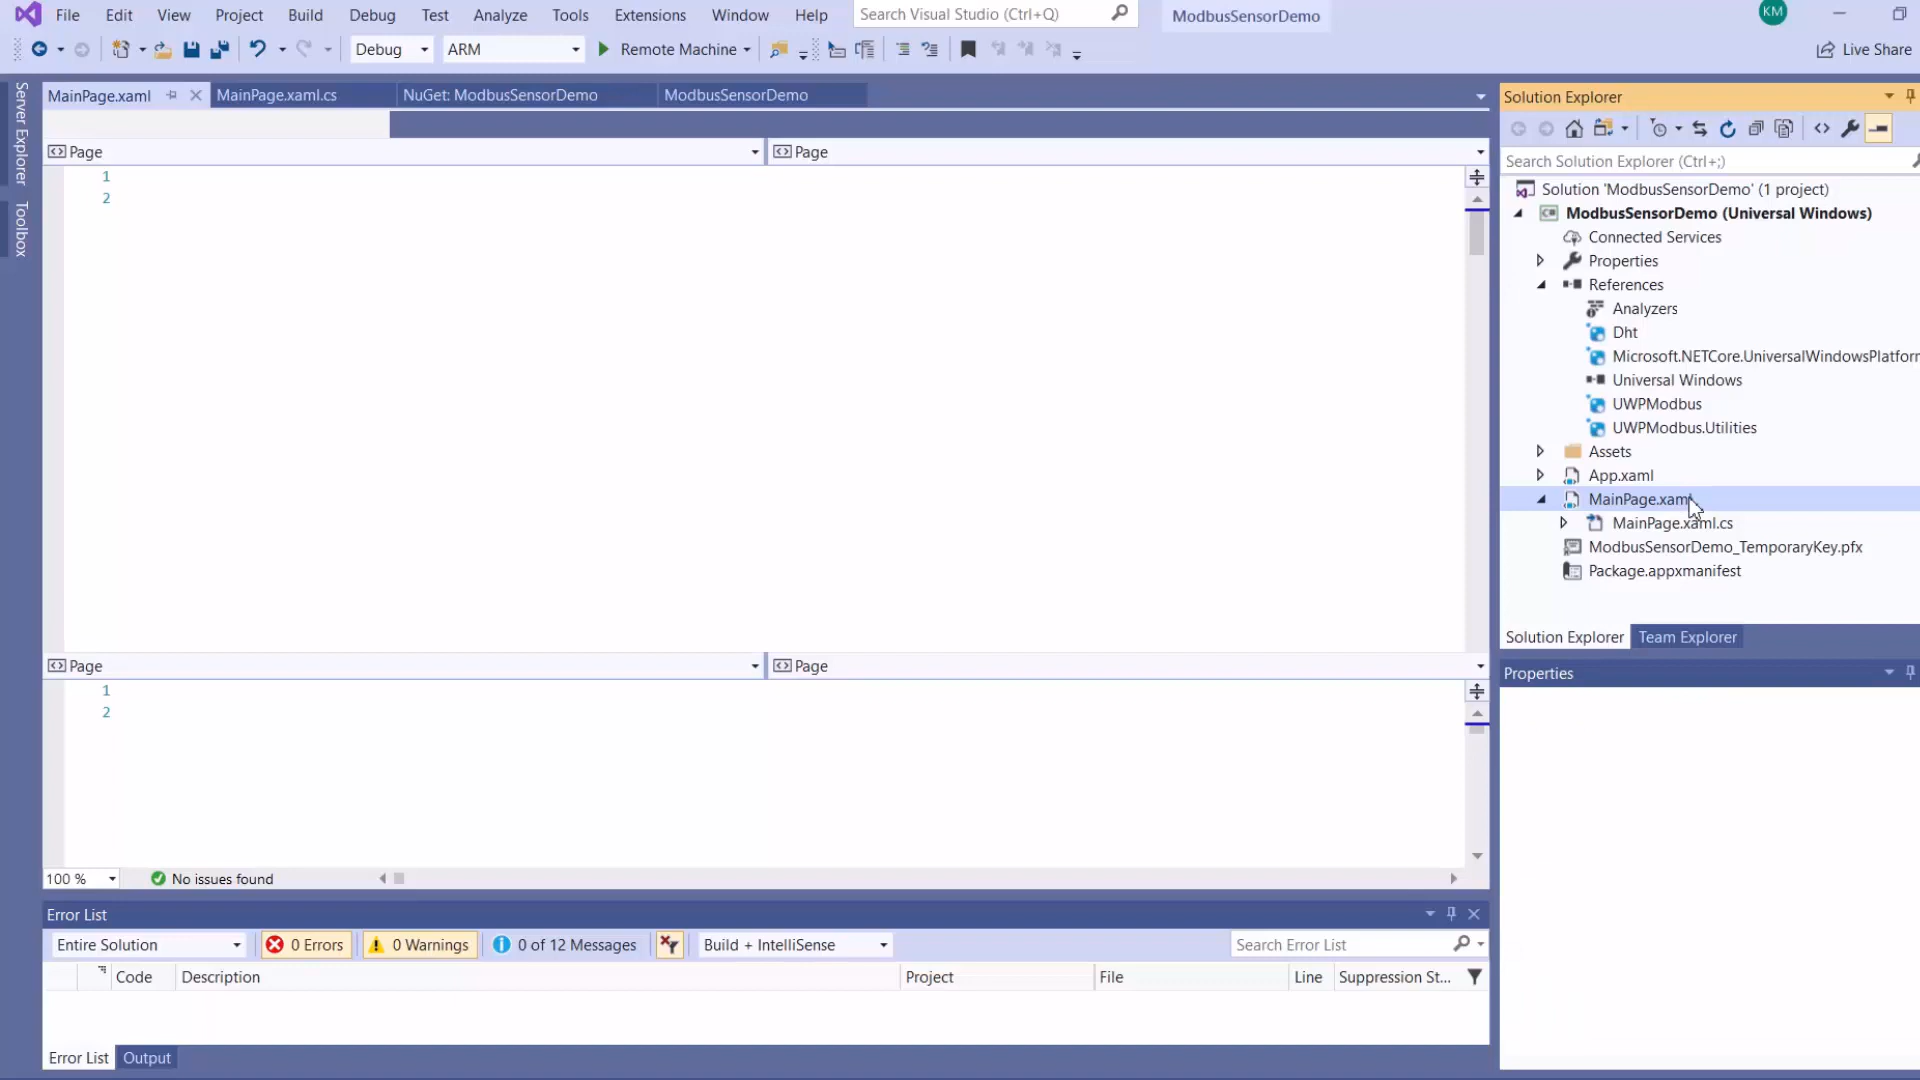 File Edit View Project Build Debug Test Analyze Tools Extensions Window Help Search Visual Studio (Ctrl+Q) ModbusSensorDemo KM
Debug ARM Remote Machine Live Share
Server Explorer
Toolbox
MainPage.xaml MainPage.xaml.cs NuGet: ModbusSensorDemo ModbusSensorDemo
Page Page
1
2
Page Page
1
2
100 % No issues found
Error List
Entire Solution 0 Errors 0 Warnings 0 of 12 Messages Build + IntelliSense Search Error List
Code Description Project File Line Suppression St...
Error List Output
Solution Explorer
Search Solution Explorer (Ctrl+;)
Solution 'ModbusSensorDemo' (1 project)
C# ModbusSensorDemo (Universal Windows)
Connected Services
Properties
References
Analyzers
Dht
Microsoft.NETCore.UniversalWindowsPlatform
Universal Windows
UWPModbus
UWPModbus.Utilities
Assets
App.xaml
MainPage.xaml
MainPage.xaml.cs
ModbusSensorDemo_TemporaryKey.pfx
Package.appxmanifest
Solution Explorer Team Explorer
Properties